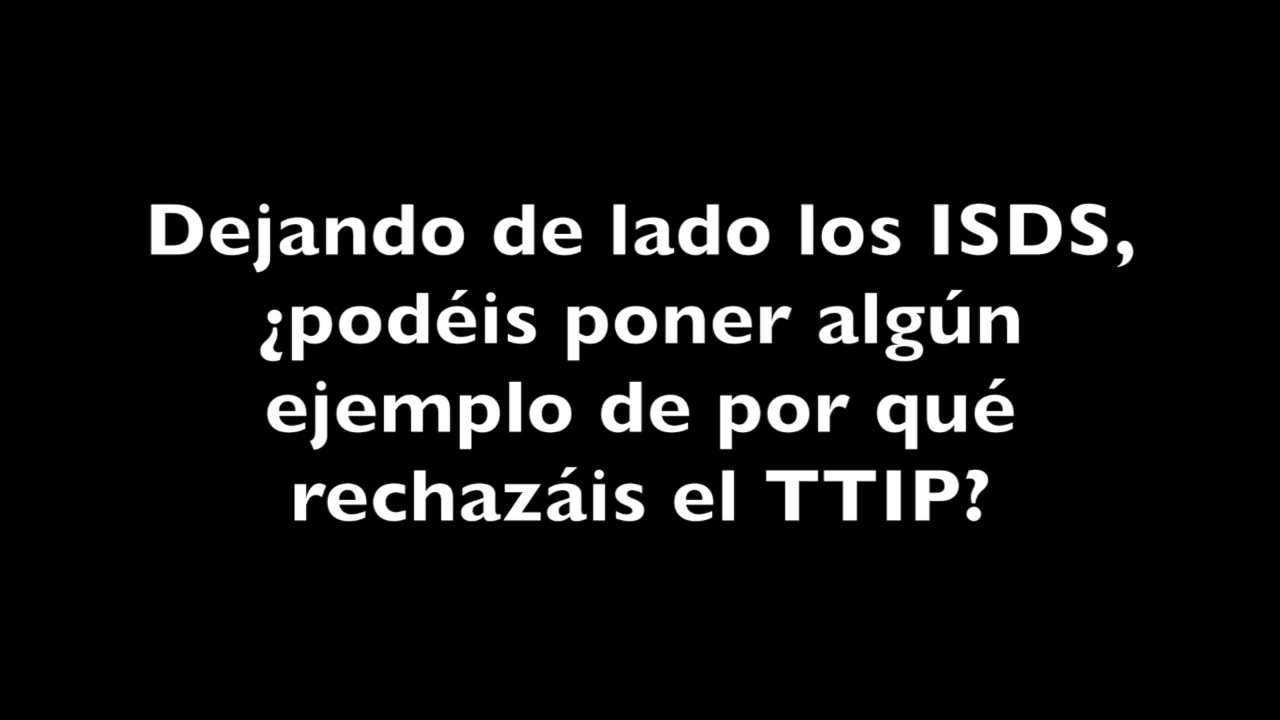 Dejando de lado los ISDS,
¿podéis poner algún
ejemplo de por qué
rechazáis el TTIP?